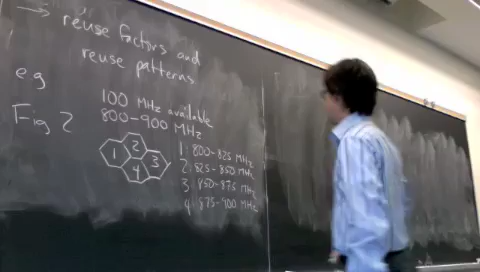 → reuse factors and
reuse patterns
eg
Fig 2
100 MHz available
800-900 MHz
1
2
3
4
1: 800-825 MHz
2: 825-850 MHz
3: 850-875 MHz
4: 875-900 MHz